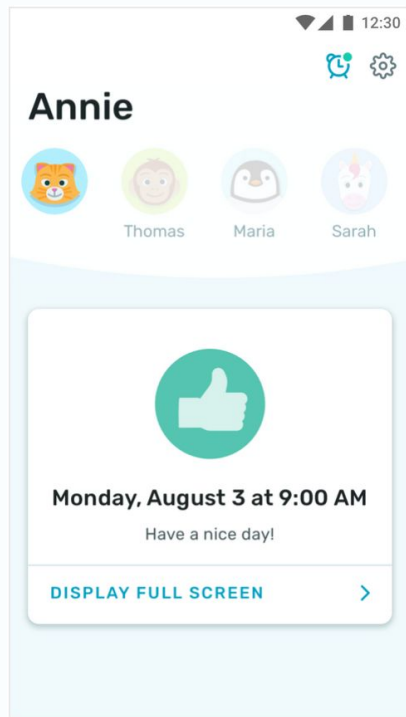 12:30
Annie
Thomas Maria Sarah
Monday, August 3 at 9:00 AM
Have a nice day!
DISPLAY FULL SCREEN